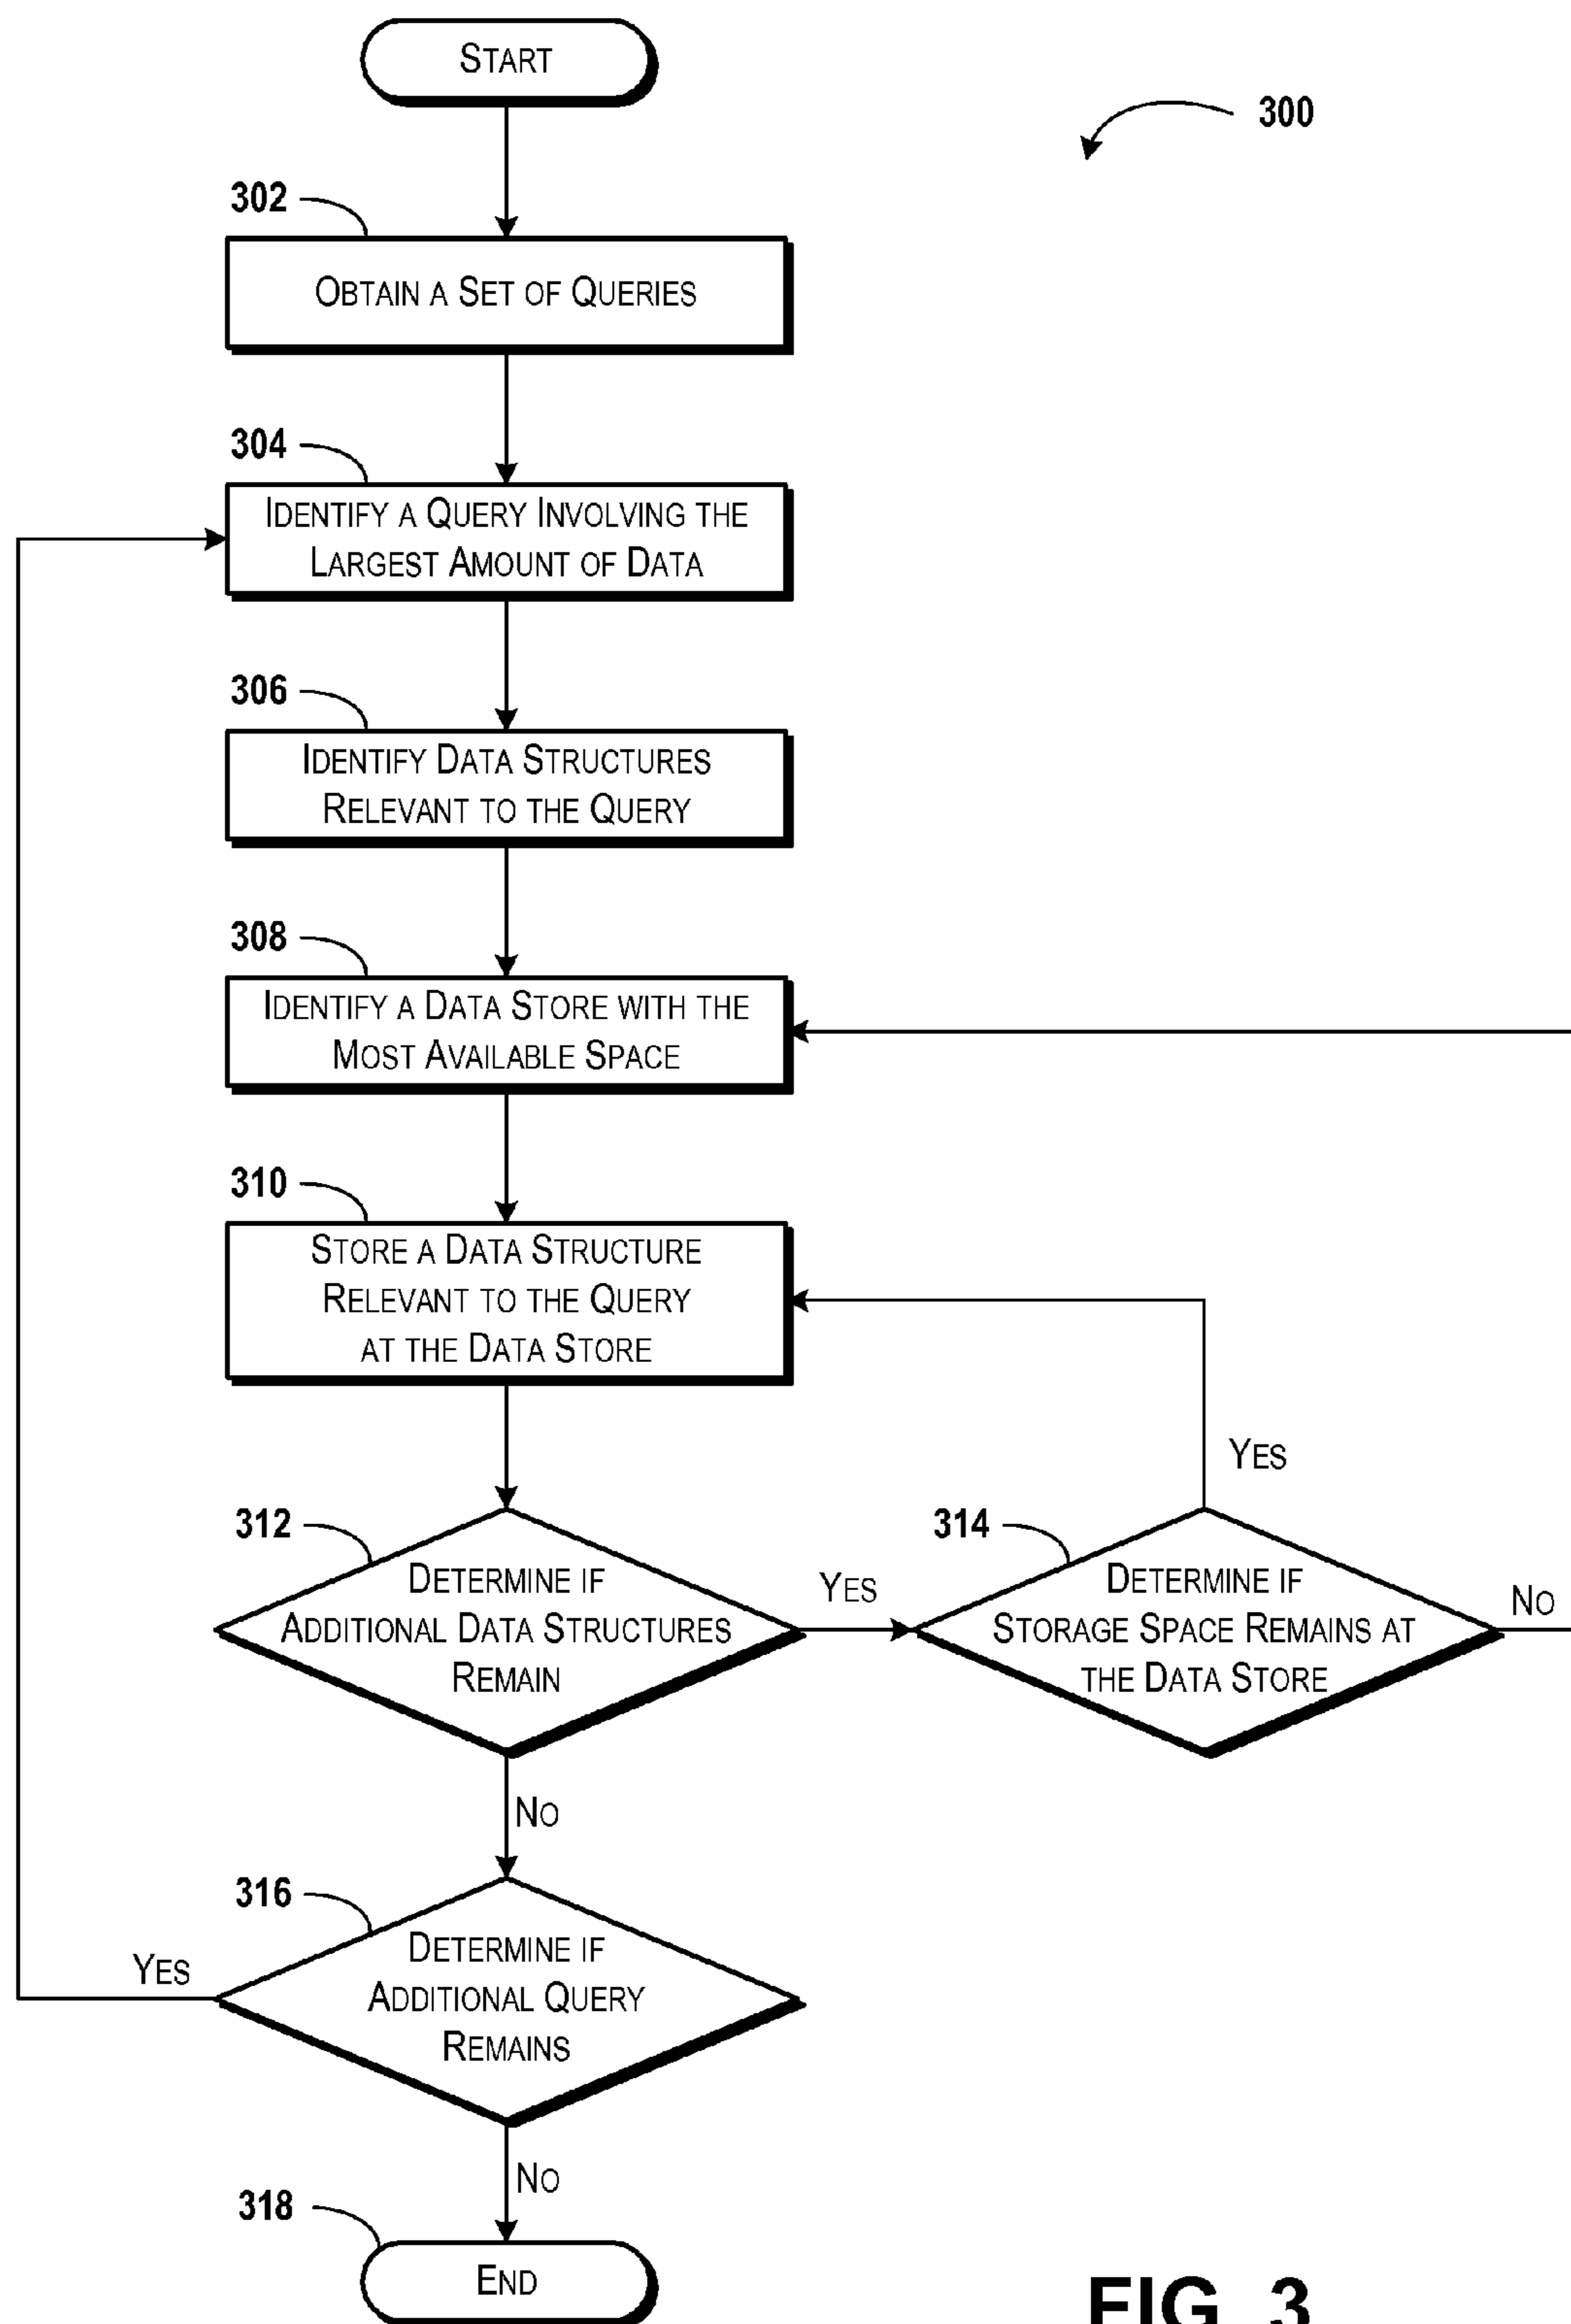 START
300
302
OBTAIN A SET OF QUERIES
304
IDENTIFY A QUERY INVOLVING THE
LARGEST AMOUNT OF DATA
306
IDENTIFY DATA STRUCTURES
RELEVANT TO THE QUERY
308
IDENTIFY A DATA STORE WITH THE
MOST AVAILABLE SPACE
310
STORE A DATA STRUCTURE
RELEVANT TO THE QUERY
AT THE DATA STORE
YES
312
DETERMINE IF
ADDITIONAL DATA STRUCTURES
REMAIN
YES
314
DETERMINE IF
STORAGE SPACE REMAINS AT
THE DATA STORE
NO
NO
316
DETERMINE IF
ADDITIONAL QUERY
REMAINS
YES
NO
318
END
FIG. 3